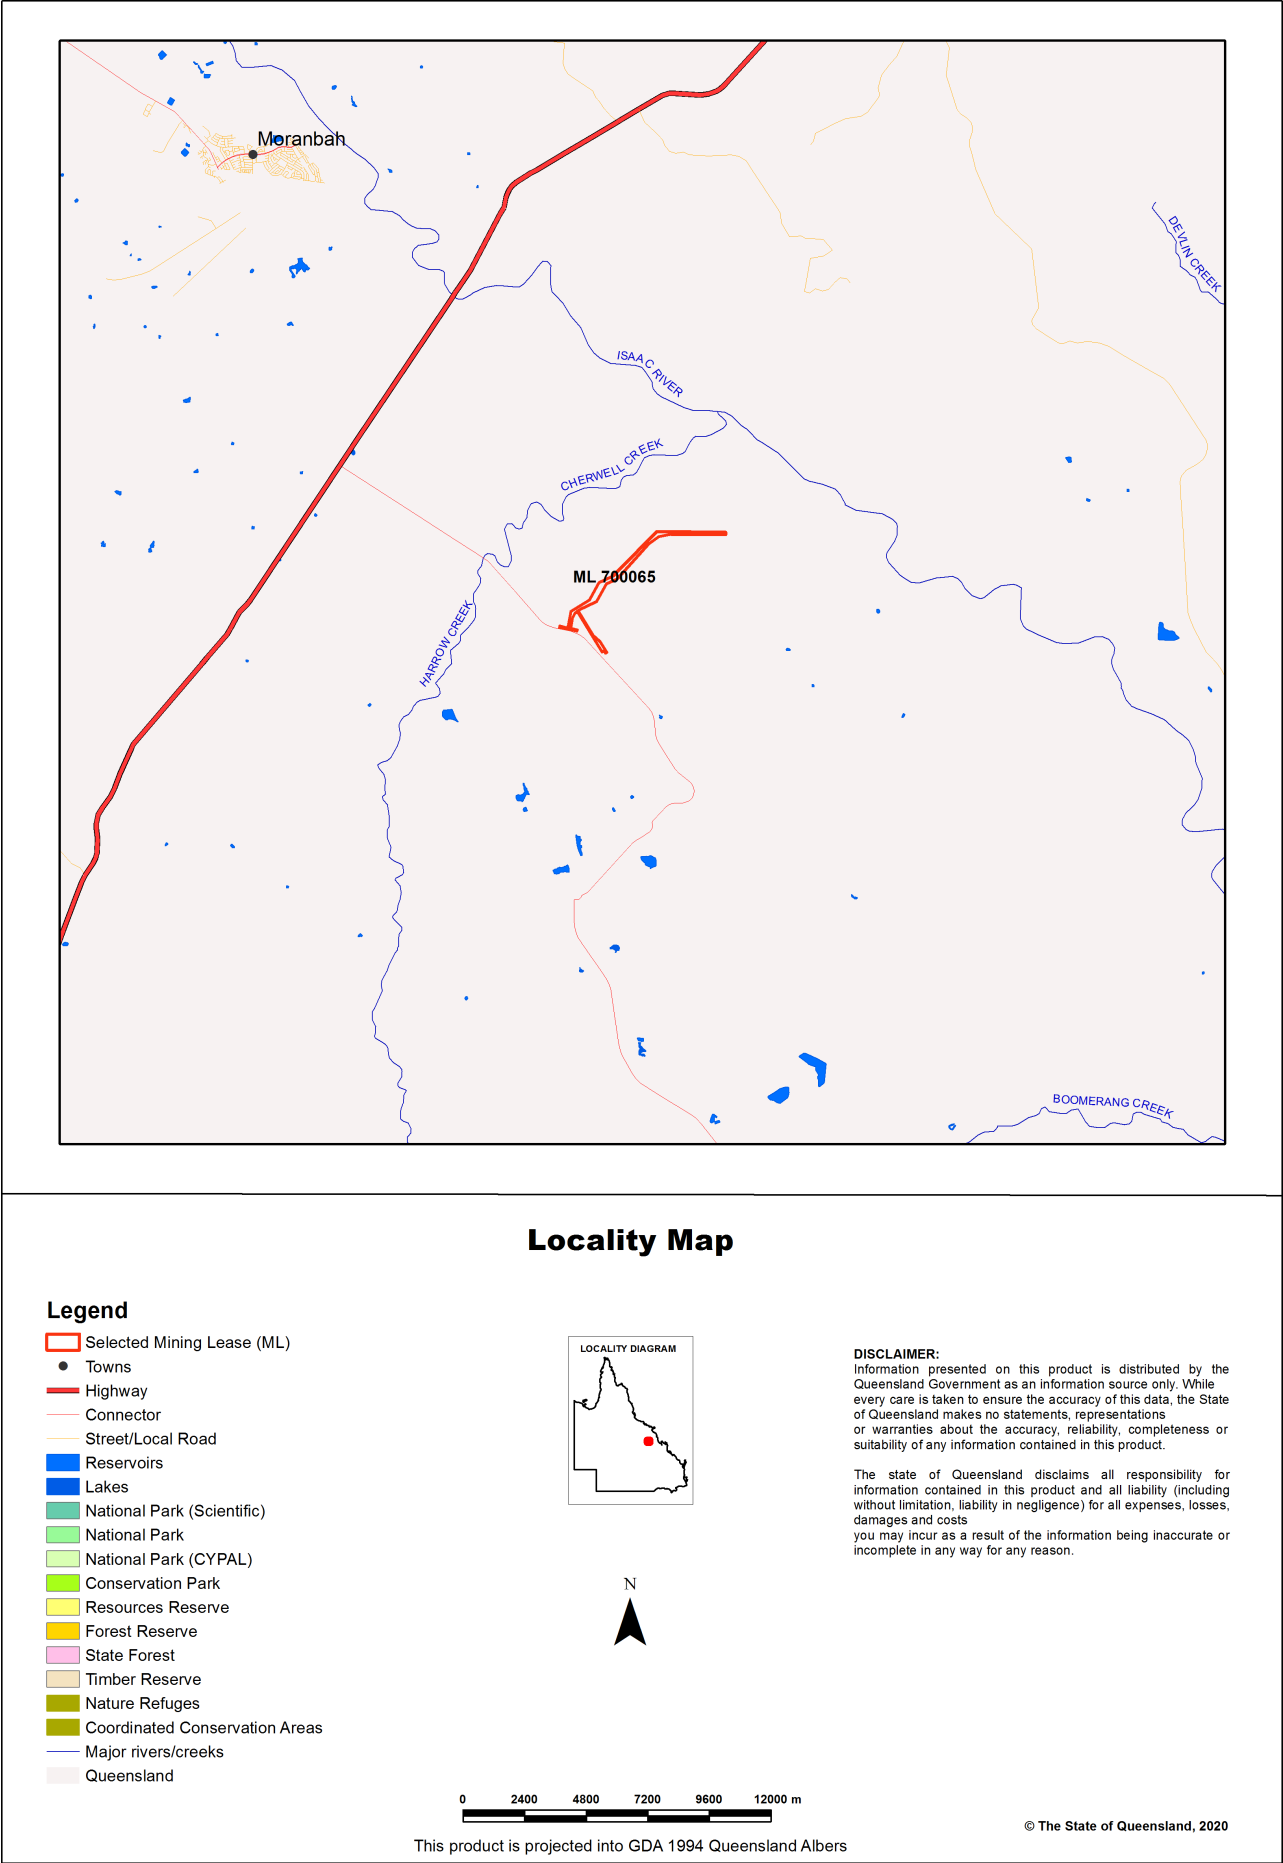 Moranbah
DEVLIN CREEK
ISAAC RIVER
CHERWELL CREEK
ML 700065
HARROW CREEK
BOOMERANG CREEK
Locality Map
Legend
Selected Mining Lease (ML)
Towns
Highway
Connector
Street/Local Road
Reservoirs
Lakes
National Park (Scientific)
National Park
National Park (CYPAL)
Conservation Park
Resources Reserve
Forest Reserve
State Forest
Timber Reserve
Nature Refuges
Coordinated Conservation Areas
Major rivers/creeks
Queensland
LOCALITY DIAGRAM
N
DISCLAIMER:
Information presented on this product is distributed by the
Queensland Government as an information source only. While
every care is taken to ensure the accuracy of this data, the State
of Queensland makes no statements, representations
or warranties about the accuracy, reliability, completeness or
suitability of any information contained in this product.
The state of Queensland disclaims all responsibility for
information contained in this product and all liability (including
without limitation, liability in negligence) for all expenses, losses,
damages and costs
you may incur as a result of the information being inaccurate or
incomplete in any way for any reason.
0 2400 4800 7200 9600 12000 m
This product is projected into GDA 1994 Queensland Albers
© The State of Queensland, 2020